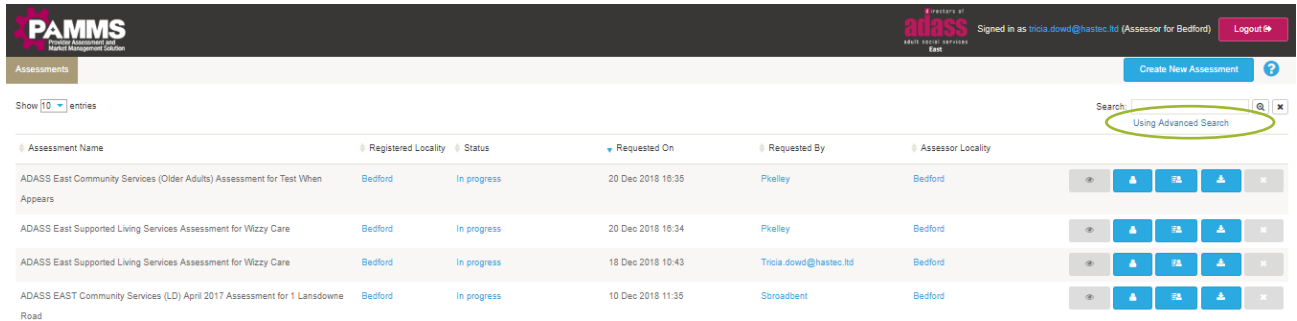 PAMMS
Provider Assessment and
Market Management Solution
directors of
adass
adult social services
East
Signed in as tricia.dowd@hastec.ltd (Assessor for Bedford) Logout
Assessments Create New Assessment ?
Show 10 entries Search:
Using Advanced Search
Assessment Name Registered Locality Status Requested On Requested By Assessor Locality
ADASS East Community Services (Older Adults) Assessment for Test When Bedford In progress 20 Dec 2018 16:35 Pkelley Bedford
Appears
ADASS East Supported Living Services Assessment for Wizzy Care Bedford In progress 20 Dec 2018 16:34 Pkelley Bedford
ADASS East Supported Living Services Assessment for Wizzy Care Bedford In progress 18 Dec 2018 10:43 Tricia.dowd@hastec.ltd Bedford
ADASS EAST Community Services (LD) April 2017 Assessment for 1 Lansdowne Bedford In progress 10 Dec 2018 11:35 Sbroadbent Bedford
Road